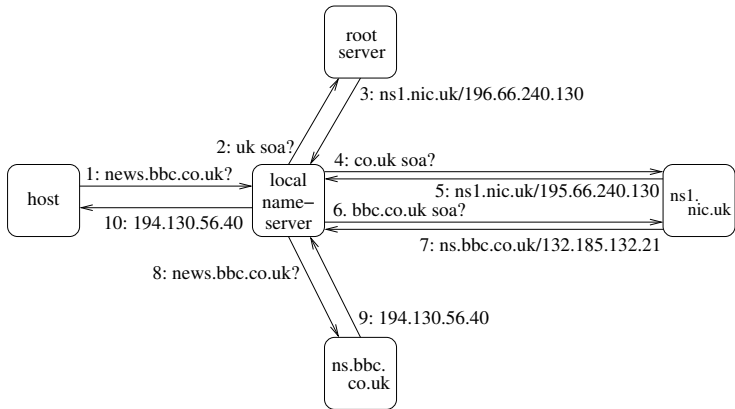 root
server
3: ns1.nic.uk/196.66.240.130
2: uk soa?
1: news.bbc.co.uk?
4: co.uk soa?
host
local
name–
server
5: ns1.nic.uk/195.66.240.130
ns1.
nic.uk
10: 194.130.56.40
6. bbc.co.uk soa?
7: ns.bbc.co.uk/132.185.132.21
8: news.bbc.co.uk?
9: 194.130.56.40
ns.bbc.
co.uk